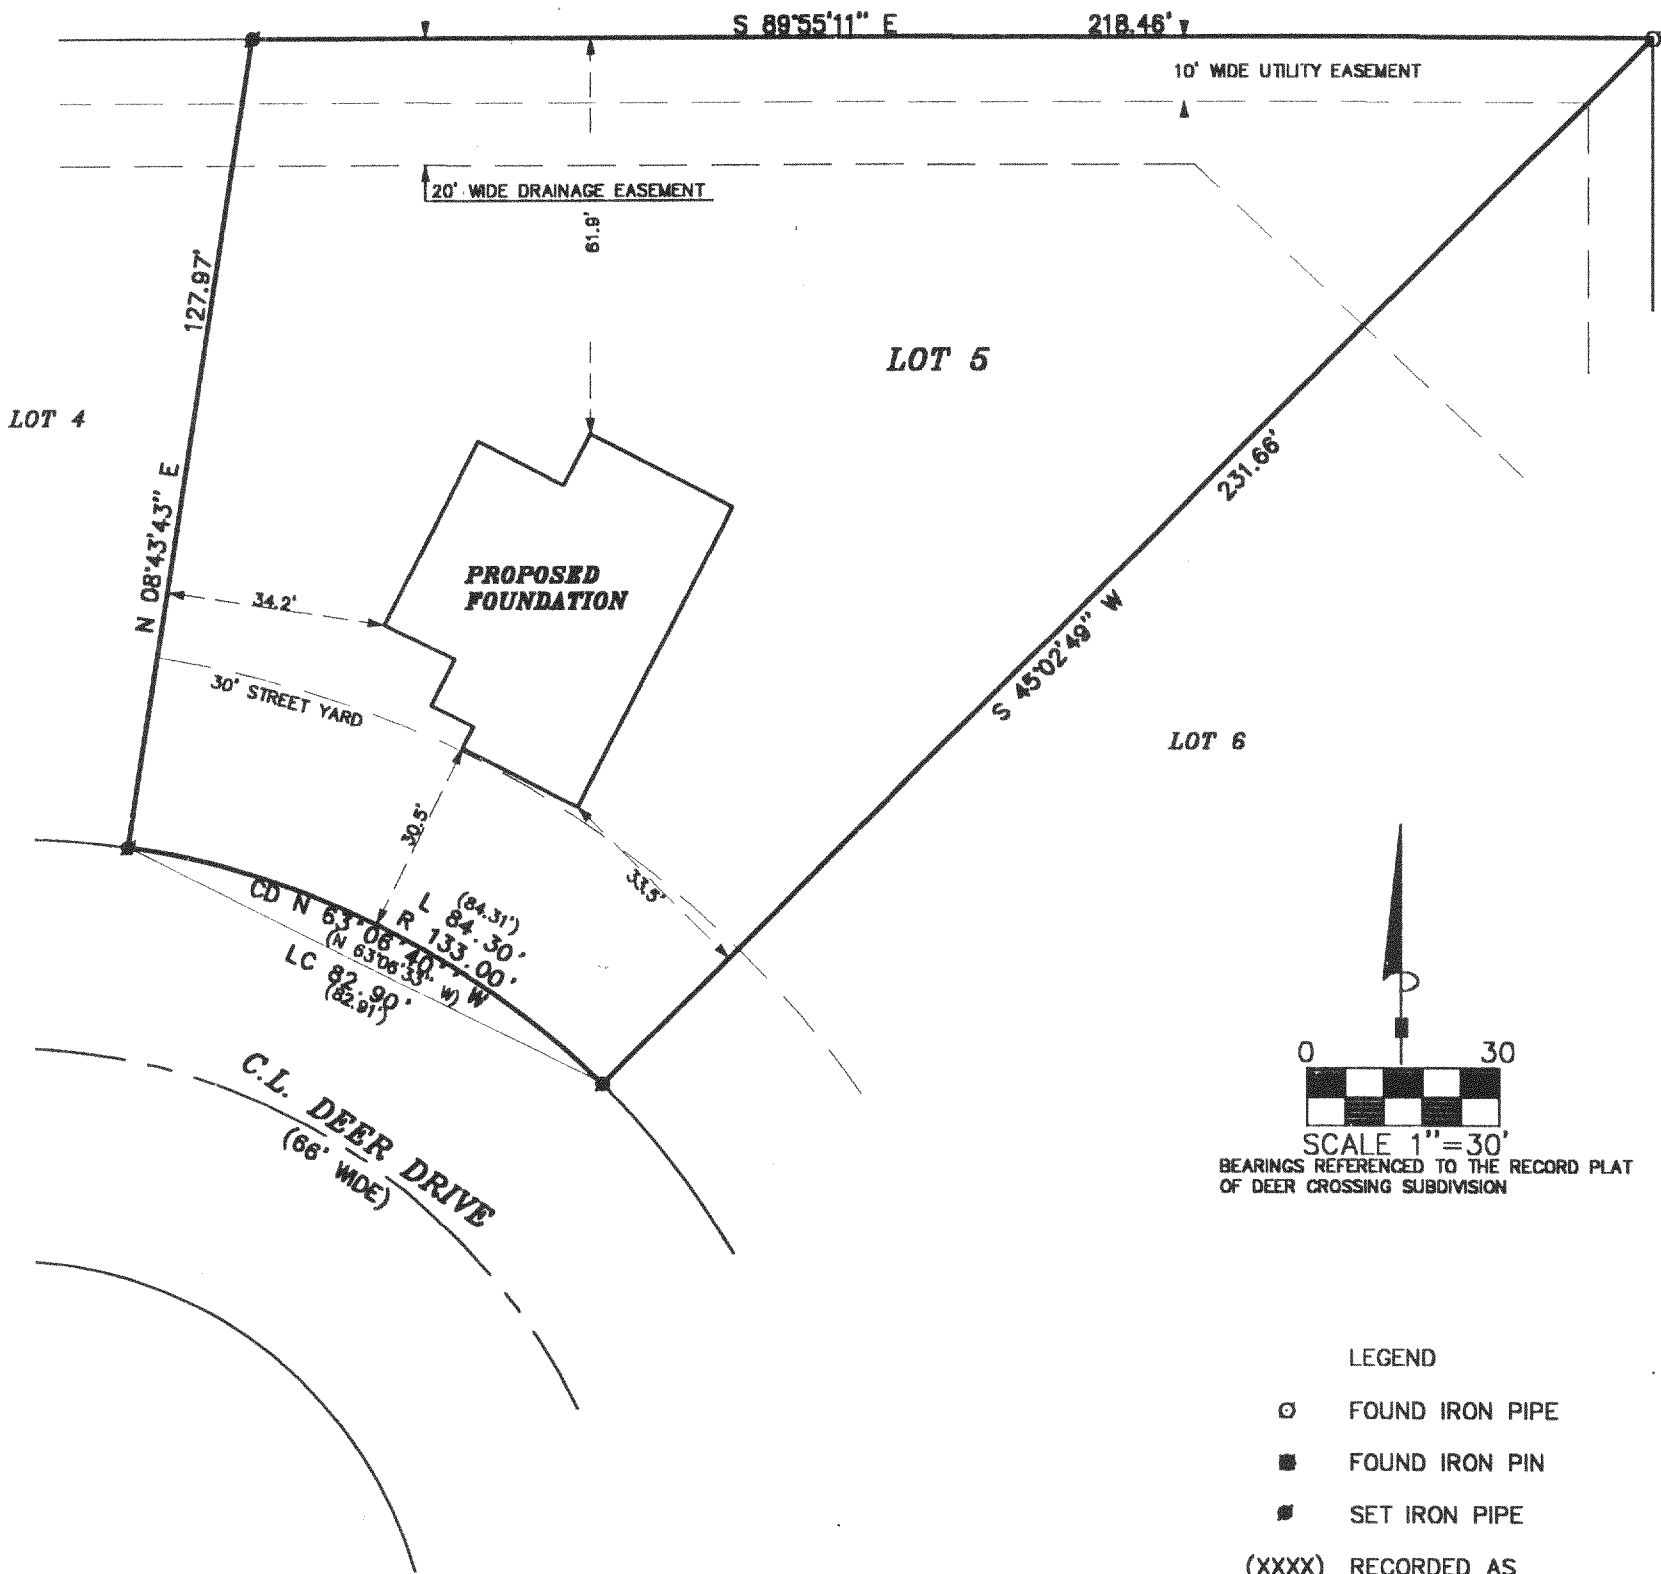 S 89°55'11" E 218.46'
10' WIDE UTILITY EASEMENT
20' WIDE DRAINAGE EASEMENT
61.9'
127.97'
LOT 5
LOT 4
231.66'
N 08°43'43" E
PROPOSED
FOUNDATION
34.2'
S 45°02'49" W
30' STREET YARD
LOT 6
30.5'
33.5'
(84.31')
L 84.30'
R 133.00'
CD N 63°06'40" W
(N 63°06'33" W)
LC 82.90'
(82.91')
C.L. DEER DRIVE
(66' WIDE)
0 30
SCALE 1"=30'
BEARINGS REFERENCED TO THE RECORD PLAT
OF DEER CROSSING SUBDIVISION
LEGEND
FOUND IRON PIPE
FOUND IRON PIN
SET IRON PIPE
(XXXX) RECORDED AS